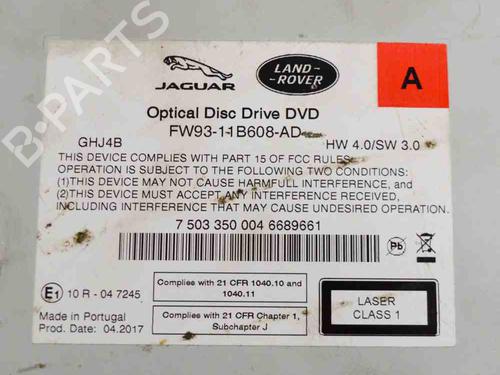 JAGUAR
LAND-
ROVER
A
Optical Disc Drive DVD
FW93-11B608-AD
GHJ4B
HW 4.0/SW 3.0
THIS DEVICE COMPLIES WITH PART 15 OF FCC RULES
OPERATION IS SUBJECT TO THE FOLLOWING TWO CONDITIONS:
(1)THIS DEVICE MAY NOT CAUSE HARMFULL INTERFERENCE, and
(2)THIS DEVICE MUST ACCEPT ANY INTERFERENCE RECEIVED,
INCLUDING INTERFERENCE THAT MAY CAUSE UNDESIRED OPERATION.
7 503 350 004 6689661
Pb
E1 10 R - 04 7245
Made in Portugal
Prod. Date: 04.2017
Complies with 21 CFR 1040.10 and
1040.11
Complies with 21 CFR Chapter 1,
Subchapter J
LASER
CLASS 1
B-PARTS